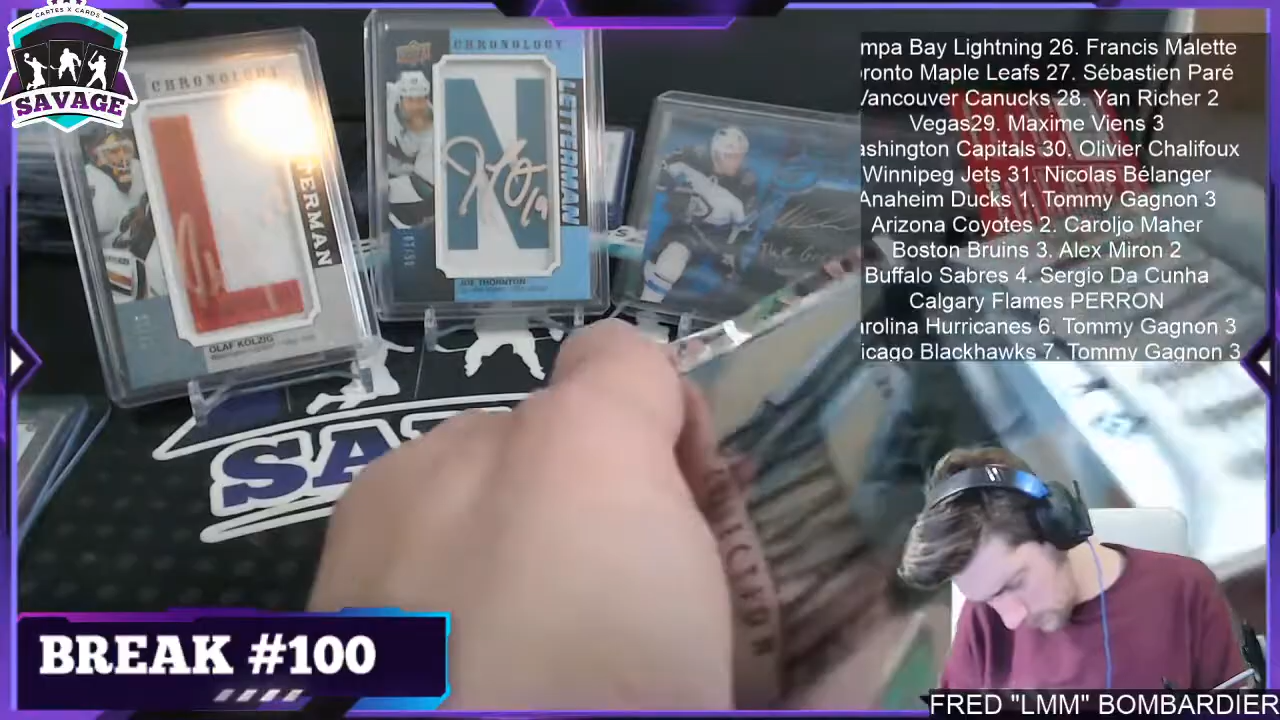 CARTES X CARDS
SAVAGE
CHRONOLOGY
OLAF KOLZIG
CHRONOLOGY
N
LETTERMAN
JOE THORNTON
L
SA
mpa Bay Lightning 26. Francis Malette
oronto Maple Leafs 27. Sébastien Paré
Vancouver Canucks 28. Yan Richer 2
Vegas29. Maxime Viens 3
ashington Capitals 30. Olivier Chalifoux
Winnipeg Jets 31. Nicolas Bélanger
Anaheim Ducks 1. Tommy Gagnon 3
Arizona Coyotes 2. Caroljo Maher
Boston Bruins 3. Alex Miron 2
Buffalo Sabres 4. Sergio Da Cunha
Calgary Flames PERRON
arolina Hurricanes 6. Tommy Gagnon 3
icago Blackhawks 7. Tommy Gagnon 3
BREAK #100
FRED "LMM" BOMBARDIER